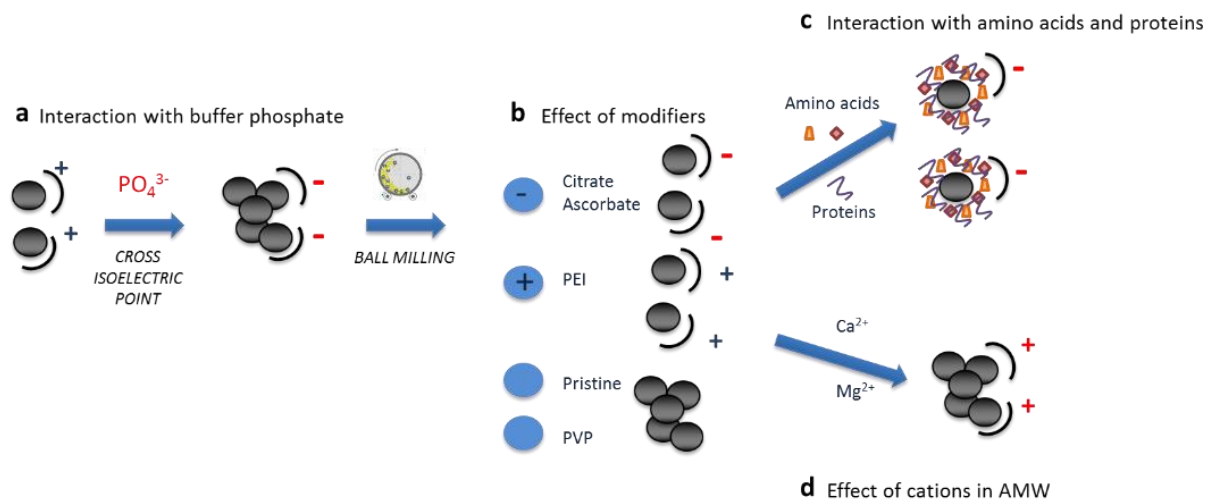 c Interaction with amino acids and proteins
a Interaction with buffer phosphate
b Effect of modifiers
+
+
PO₄³⁻
CROSS
ISOELECTRIC
POINT
-
-
BALL MILLING
-
Citrate
Ascorbate
-
-
+
PEI
+
+
Pristine
PVP
Amino acids
Proteins
-
-
Ca²⁺
Mg²⁺
+
+
d Effect of cations in AMW